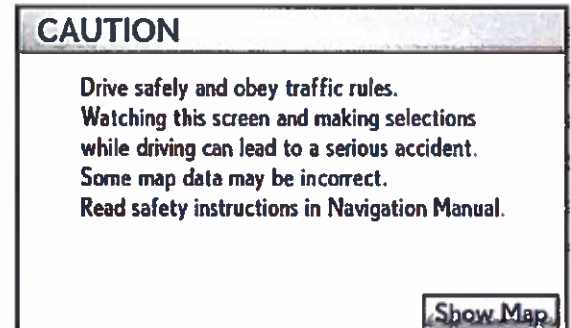 CAUTION
Drive safely and obey traffic rules.
Watching this screen and making selections
while driving can lead to a serious accident.
Some map data may be incorrect.
Read safety instructions in Navigation Manual.
Show Map